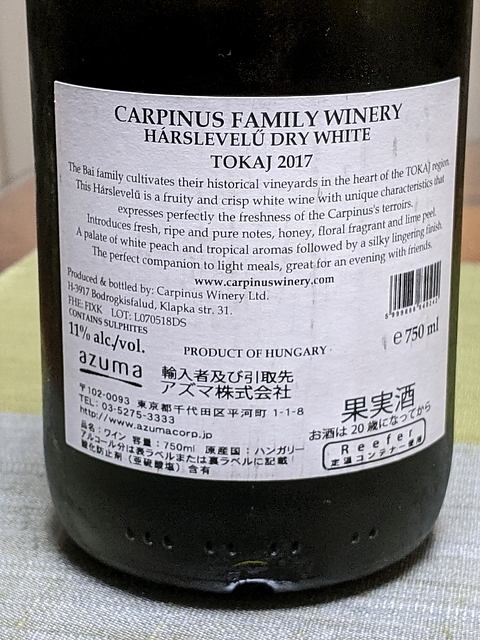 CARPINUS FAMILY WINERY
HÁRSLEVELŰ DRY WHITE
TOKAJ 2017
The Bai family cultivates their historical vineyards in the heart of the TOKAJ region.
This Hárslevelű is a fruity and crisp white wine with unique characteristics that
expresses perfectly the freshness of the Carpinus's terroirs.
Introduces fresh, ripe and pure notes, honey, floral fragrant and lime peel.
A palate of white peach and tropical aromas followed by a silky lingering finish.
The perfect companion to light meals, great for an evening with friends.
www.carpinuswinery.com
Produced & bottled by: Carpinus Winery Ltd.
H-3917 Bodrogkisfalud, Klapka str. 31.
FHE: FIXK LOT: L070518DS
CONTAINS SULPHITES
11% alc/vol.
℮ 750 ml
PRODUCT OF HUNGARY
azuma
輸入者及び引取先
アズマ株式会社
〒102-0093 東京都千代田区平河町 1-1-8
TEL: 03-5275-3333
http://www.azumacorp.jp
品名：ワイン 容量：750ml 原産国：ハンガリー
アルコール分は表ラベルまたは裏ラベルに記載
酸化防止剤（亜硫酸塩）含有
果実酒
お酒は20歳になってから
Reefer
定温コンテナー使用